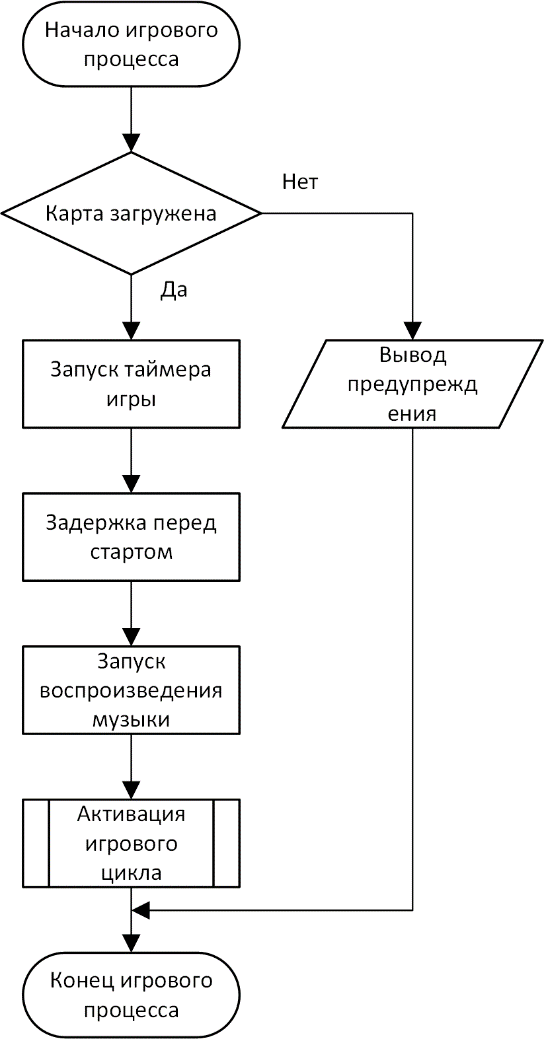 Начало игрового
процесса
Карта загружена
Нет
Да
Запуск таймера
игры
Вывод
предупрежд
ения
Задержка перед
стартом
Запуск
воспроизведения
музыки
Активация
игрового
цикла
Конец игрового
процесса